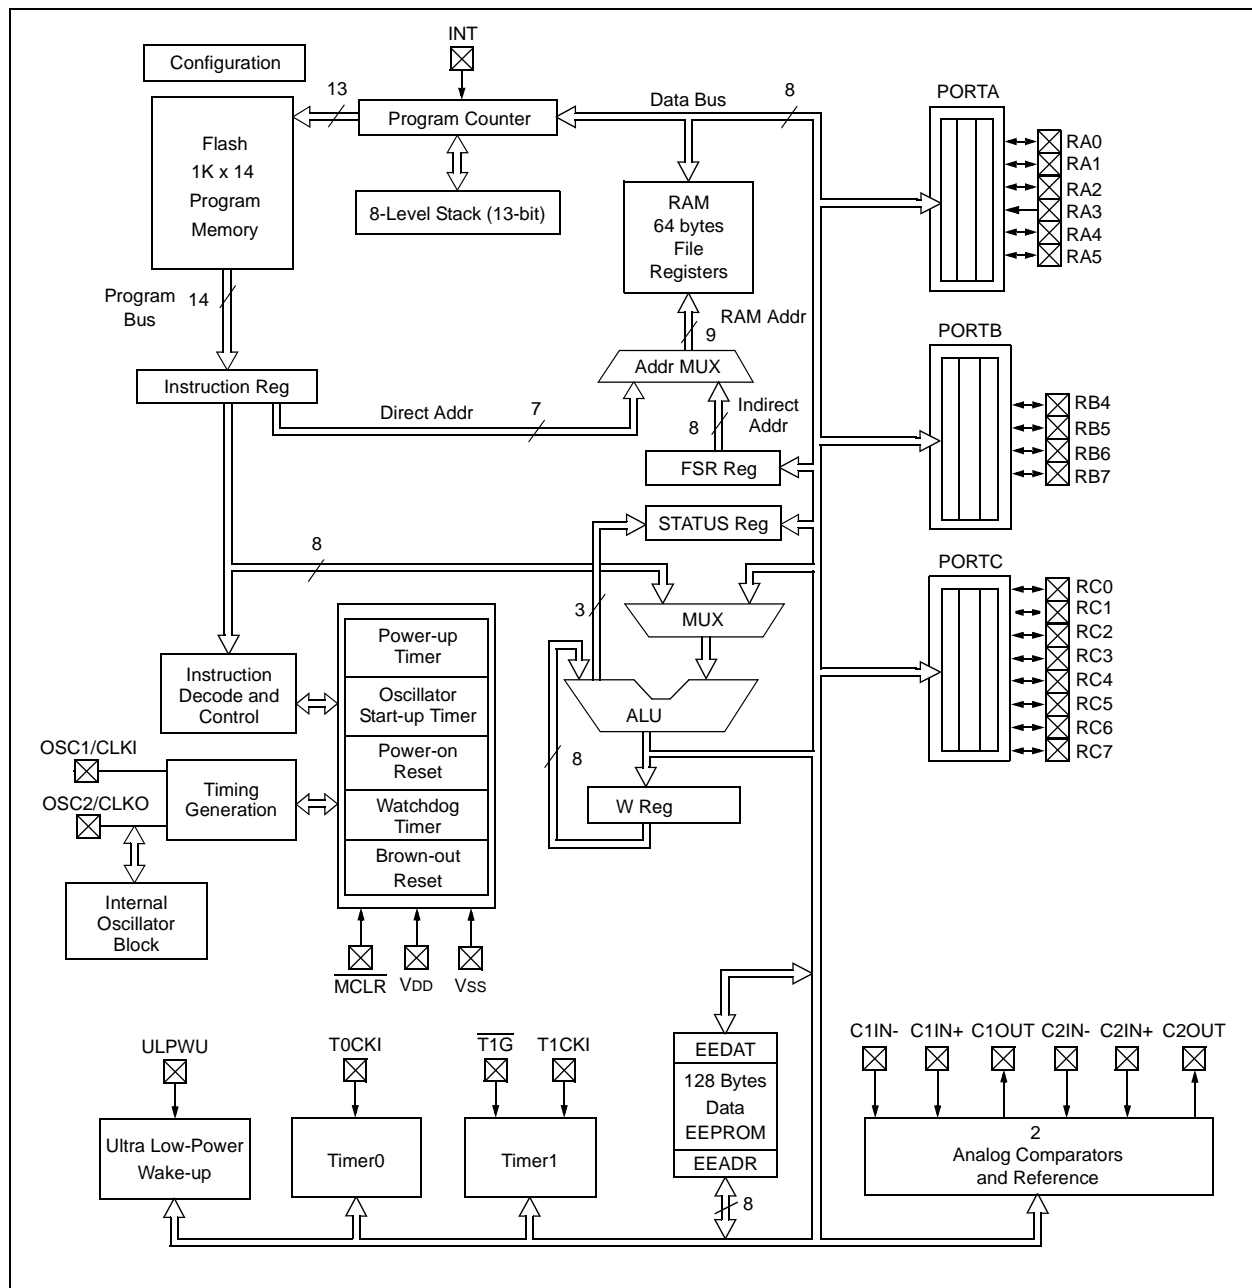 INT
Configuration
13
Data Bus
8
PORTA
Program Counter
Flash
1K x 14
Program
Memory
8-Level Stack (13-bit)
RAM
64 bytes
File
Registers
RA0
RA1
RA2
RA3
RA4
RA5
Program
Bus
14
RAM Addr
9
PORTB
Addr MUX
Instruction Reg
Direct Addr
7
Indirect
Addr
8
FSR Reg
RB4
RB5
RB6
RB7
STATUS Reg
8
PORTC
3
MUX
RC0
RC1
RC2
RC3
RC4
RC5
RC6
RC7
Power-up
Timer
Instruction
Decode and
Control
Oscillator
Start-up Timer
ALU
OSC1/CLKI
Power-on
Reset
8
Timing
Generation
OSC2/CLKO
Watchdog
Timer
W Reg
Brown-out
Reset
Internal
Oscillator
Block
MCLR
VDD
VSS
ULPWU
T0CKI
T1G
T1CKI
EEDAT
128 Bytes
Data
EEPROM
EEADR
8
C1IN-
C1IN+
C1OUT
C2IN-
C2IN+
C2OUT
Ultra Low-Power
Wake-up
Timer0
Timer1
2
Analog Comparators
and Reference